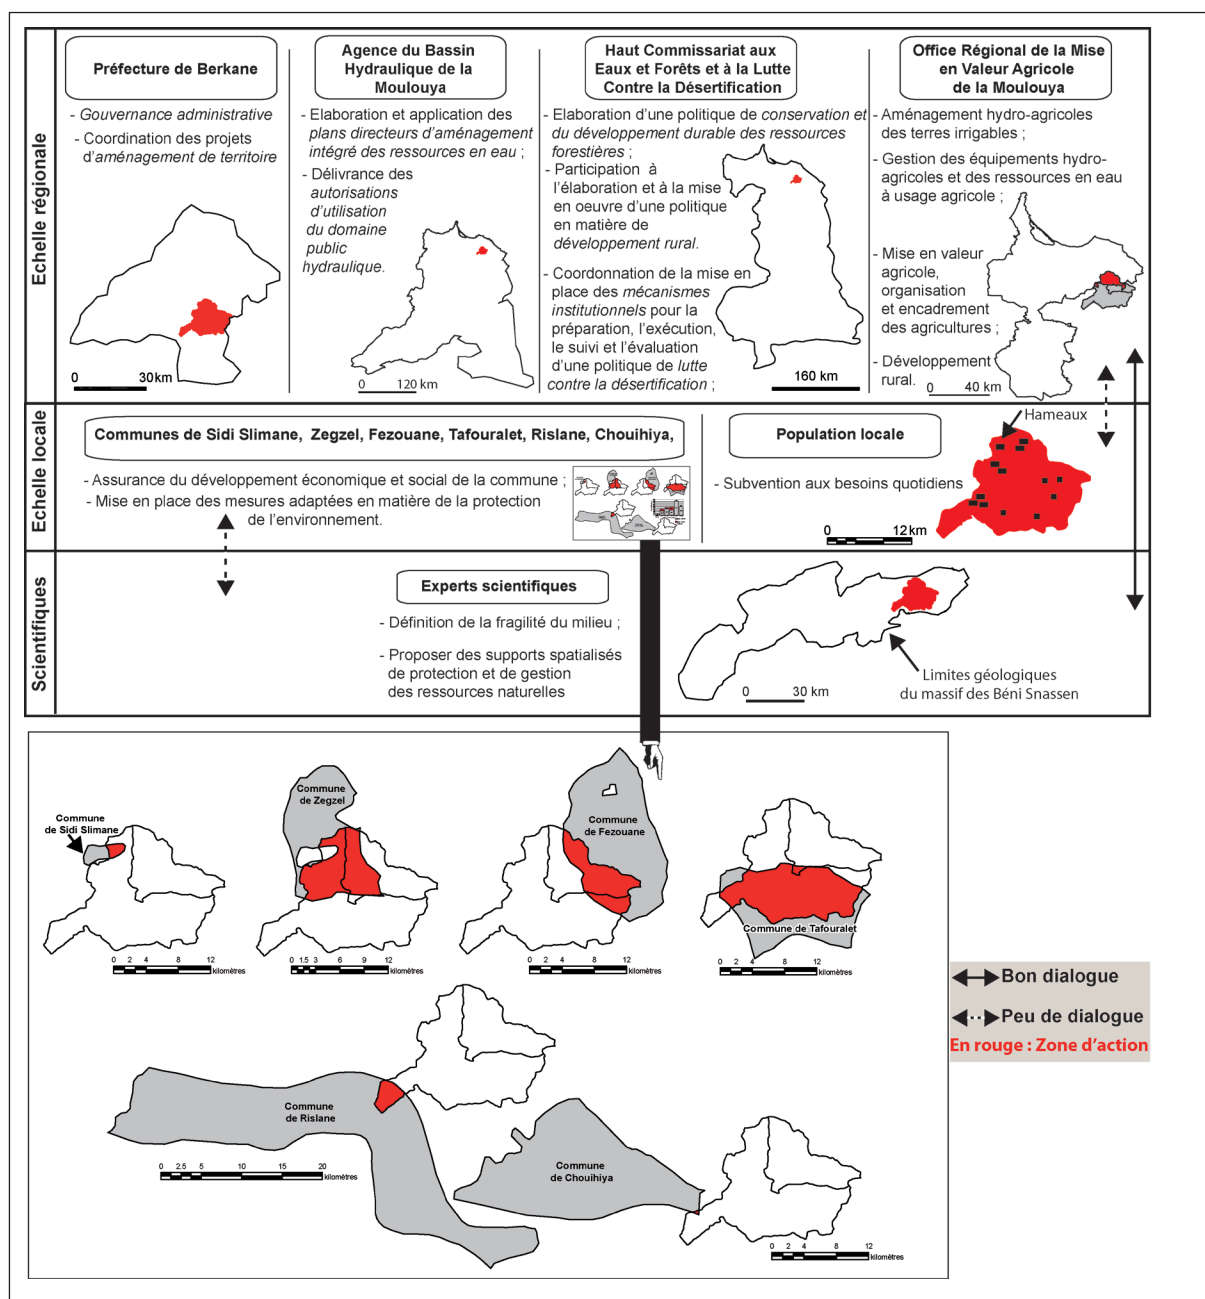 Echelle régionale
Préfecture de Berkane
- Gouvernance administrative
- Coordination des projets
d'aménagement de territoire
0 30km
Agence du Bassin
Hydraulique de la
Moulouya
- Elaboration et application des
plans directeurs d'aménagement
intégré des ressources en eau ;
- Délivrance des
autorisations
d'utilisation
du domaine
public
hydraulique.
0 120 km
Haut Commissariat aux
Eaux et Forêts et à la Lutte
Contre la Désertification
- Elaboration d'une politique de conservation et
du développement durable des ressources
forestières ;
- Participation à
l'élaboration et à la mise
en oeuvre d'une politique
en matière de
développement rural.
- Coordonnation de la mise en
place des mécanismes
institutionnels pour la
préparation, l'exécution,
le suivi et l'évaluation
d'une politique de lutte
contre la désertification ;
160 km
Office Régional de la Mise
en Valeur Agricole
de la Moulouya
- Aménagement hydro-agricoles
des terres irrigables ;
- Gestion des équipements hydro-
agricoles et des ressources en eau
à usage agricole ;
- Mise en valeur
agricole,
organisation
et encadrement
des agricultures ;
- Développement
rural.
0 40 km
Echelle locale
Communes de Sidi Slimane, Zegzel, Fezouane, Tafouralet, Rislane, Chouihiya,
- Assurance du développement économique et social de la commune ;
- Mise en place des mesures adaptées en matière de la protection
de l'environnement.
Population locale
- Subvention aux besoins quotidiens
Hameaux
0 12 km
Scientifiques
Experts scientifiques
- Définition de la fragilité du milieu ;
- Proposer des supports spatialisés
de protection et de gestion
des ressources naturelles
Limites géologiques
du massif des Béni Snassen
0 30 km
Commune
de Sidi Slimane
0 2 4 8 12
kilomètres
Commune
de Zegzel
0 1.5 3 6 9 12
kilomètres
Commune
de Fezouane
0 2 4 8 12
kilomètres
Commune de Tafouralet
0 2 4 8 12
kilomètres
Commune
de Rislane
0 2.5 5 10 15 20
kilomètres
Commune
de Chouihiya
0 2 4 8 12
kilomètres
Bon dialogue
Peu de dialogue
En rouge : Zone d'action